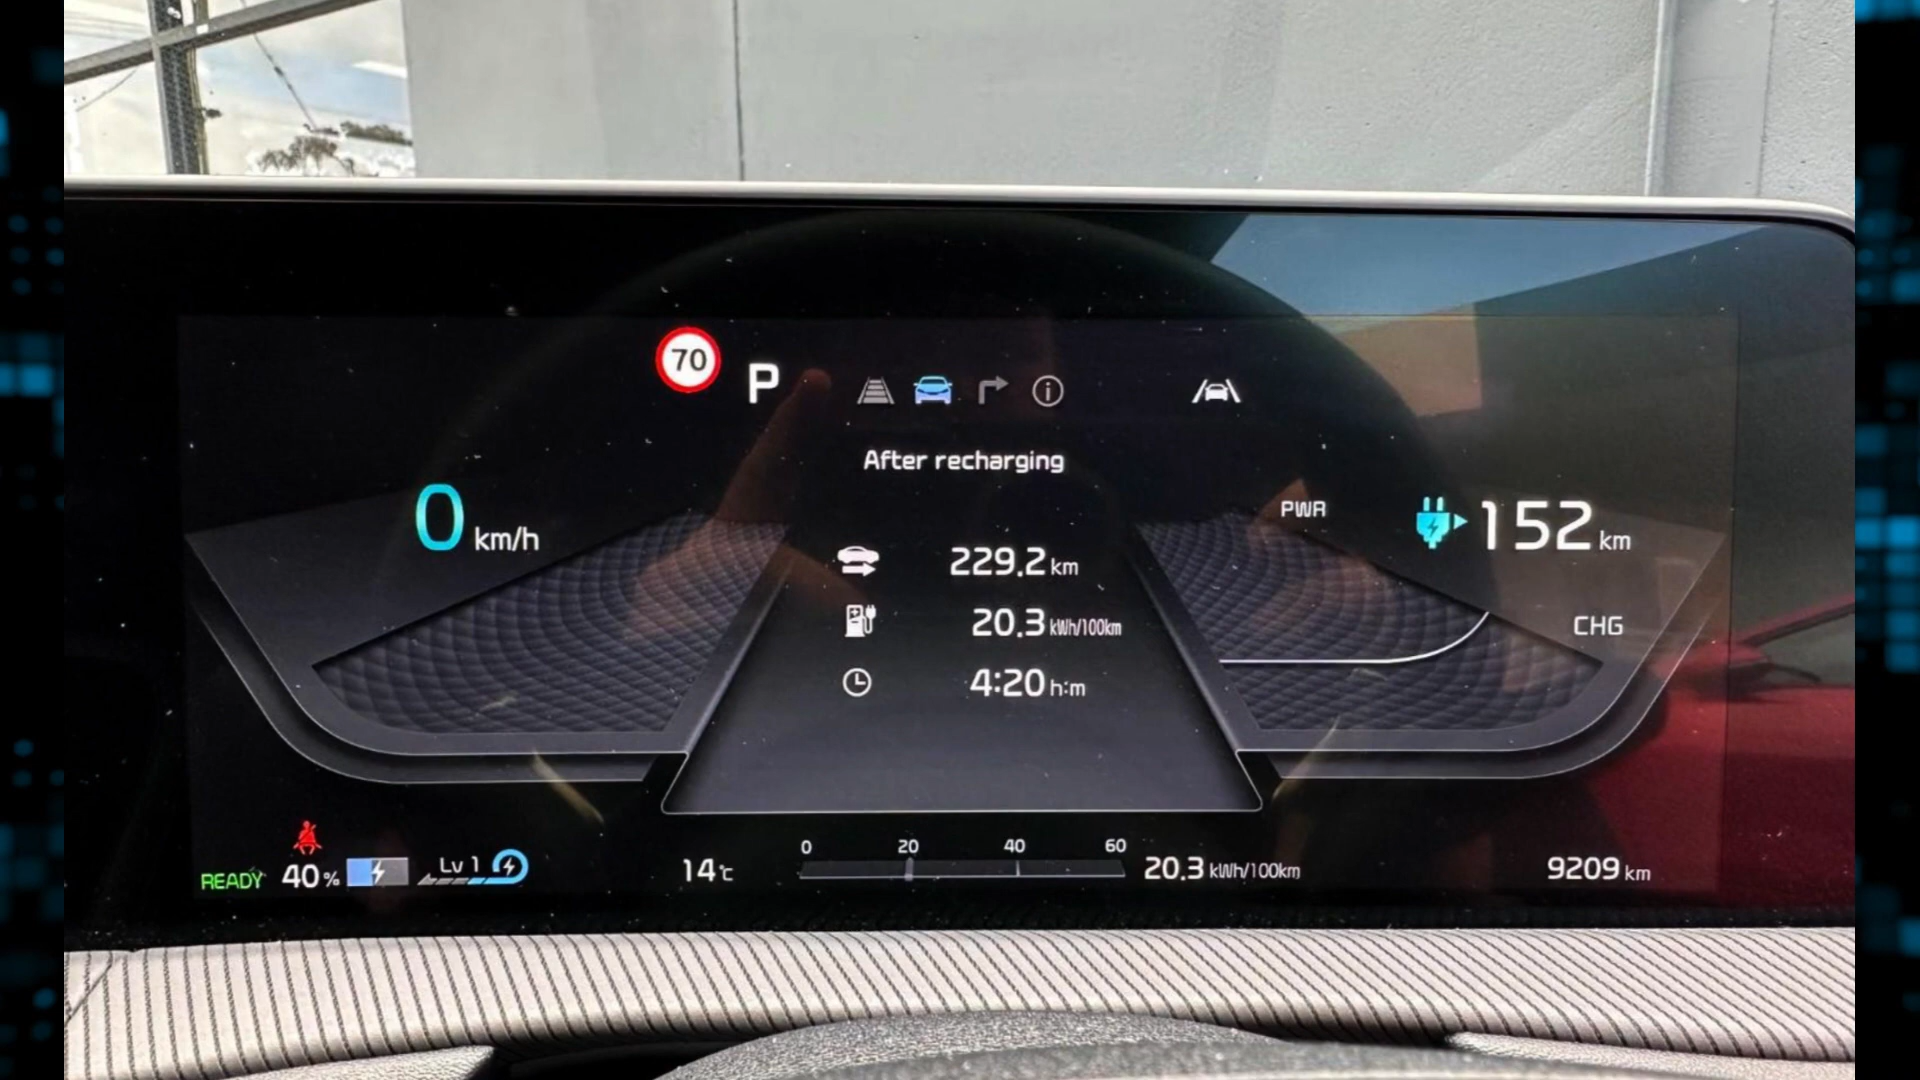 70
P
After recharging
0 km/h
PWR
152 km
229.2 km
20.3 kWh/100km
CHG
4:20 h:m
0 20 40 60
READY 40% Lv 1
14°c
20.3 kWh/100km
9209 km